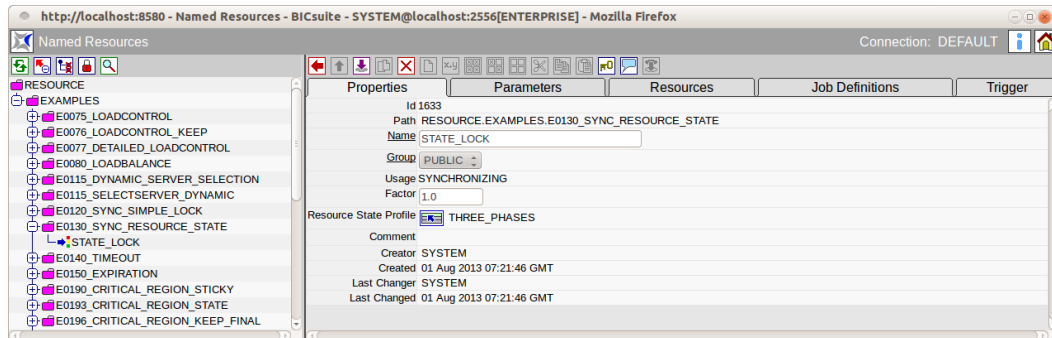 http://localhost:8580 - Named Resources - BICsuite - SYSTEM@localhost:2556[ENTERPRISE] - Mozilla Firefox
Named Resources
Connection: DEFAULT
RESOURCE
EXAMPLES
E0075_LOADCONTROL
E0076_LOADCONTROL_KEEP
E0077_DETAILED_LOADCONTROL
E0080_LOADBALANCE
E0115_DYNAMIC_SERVER_SELECTION
E0115_SELECTSERVER_DYNAMIC
E0120_SYNC_SIMPLE_LOCK
E0130_SYNC_RESOURCE_STATE
STATE_LOCK
E0140_TIMEOUT
E0150_EXPIRATION
E0190_CRITICAL_REGION_STICKY
E0193_CRITICAL_REGION_STATE
E0196_CRITICAL_REGION_KEEP_FINAL
Properties Parameters Resources Job Definitions Trigger
Id 1633
Path RESOURCE.EXAMPLES.E0130_SYNC_RESOURCE_STATE
Name STATE_LOCK
Group PUBLIC
Usage SYNCHRONIZING
Factor 1.0
Resource State Profile THREE_PHASES
Comment
Creator SYSTEM
Created 01 Aug 2013 07:21:46 GMT
Last Changer SYSTEM
Last Changed 01 Aug 2013 07:21:46 GMT